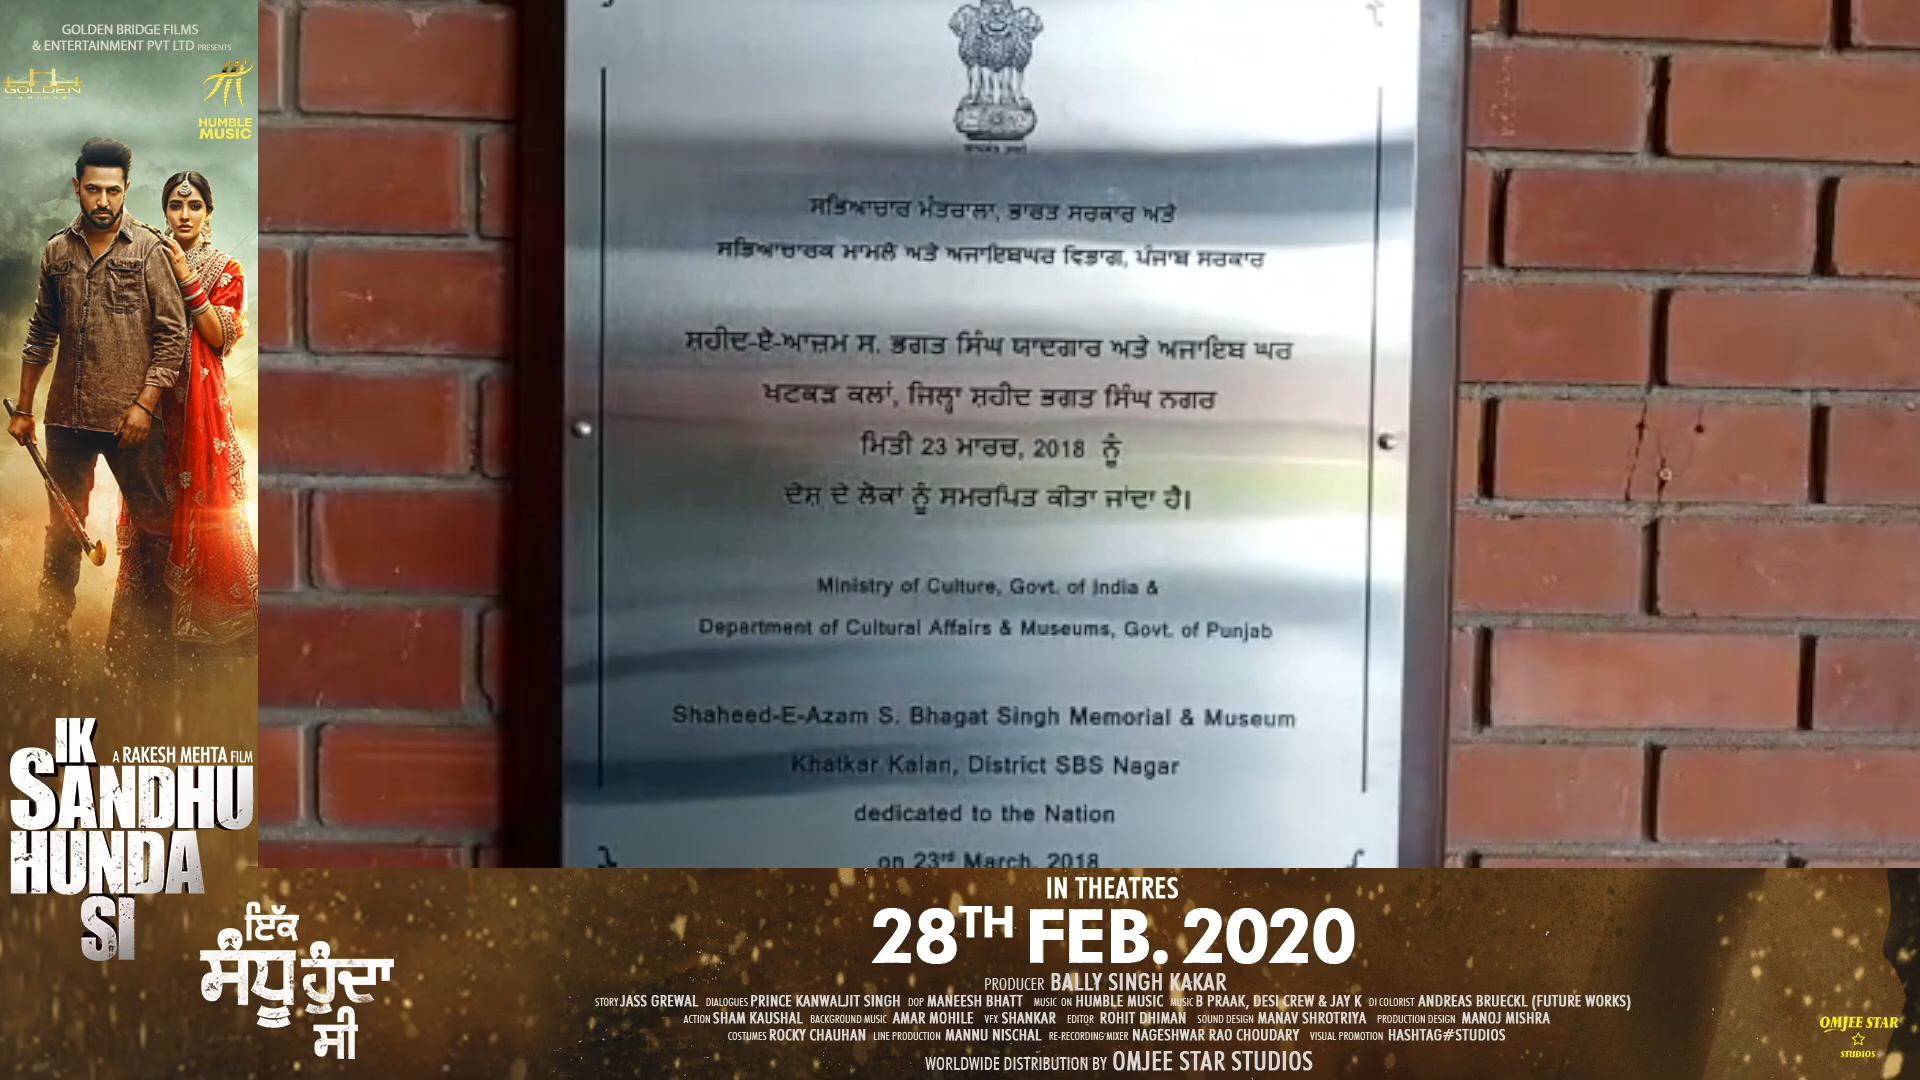 GOLDEN BRIDGE FILMS
& ENTERTAINMENT PVT LTD PRESENTS
GOLDEN
BRIDGE
HUMBLE
MUSIC
ਸਭਿਆਚਾਰ ਮੰਤਰਾਲਾ, ਭਾਰਤ ਸਰਕਾਰ ਅਤੇ
ਸਭਿਆਚਾਰਕ ਮਾਮਲੇ ਅਤੇ ਅਜਾਇਬਘਰ ਵਿਭਾਗ, ਪੰਜਾਬ ਸਰਕਾਰ
ਸ਼ਹੀਦ-ਏ-ਆਜ਼ਮ ਸ. ਭਗਤ ਸਿੰਘ ਯਾਦਗਾਰ ਅਤੇ ਅਜਾਇਬ ਘਰ
ਖਟਕੜ ਕਲਾਂ, ਜਿਲ੍ਹਾ ਸ਼ਹੀਦ ਭਗਤ ਸਿੰਘ ਨਗਰ
ਮਿਤੀ 23 ਮਾਰਚ, 2018 ਨੂੰ
ਦੇਸ਼ ਦੇ ਲੋਕਾਂ ਨੂੰ ਸਮਰਪਿਤ ਕੀਤਾ ਜਾਂਦਾ ਹੈ।
Ministry of Culture, Govt. of India &
Department of Cultural Affairs & Museums, Govt. of Punjab
Shaheed-E-Azam S. Bhagat Singh Memorial & Museum
Khatkar Kalan, District SBS Nagar
dedicated to the Nation
on 23rd March, 2018
IK
A RAKESH MEHTA FILM
SANDHU
HUNDA
SI
ਇੱਕ
ਸੰਧੂ ਹੁੰਦਾ
ਸੀ
IN THEATRES
28TH FEB. 2020
PRODUCER BALLY SINGH KAKAR
STORY JASS GREWAL DIALOGUES PRINCE KANWALJIT SINGH DOP MANEESH BHATT MUSIC ON HUMBLE MUSIC MUSIC B PRAAK, DESI CREW & JAY K DI COLORIST ANDREAS BRUECKL (FUTURE WORKS)
ACTION SHAM KAUSHAL BACKGROUND MUSIC AMAR MOHILE VFX SHANKAR EDITOR ROHIT DHIMAN SOUND DESIGN MANAV SHROTRIYA PRODUCTION DESIGN MANOJ MISHRA
COSTUMES ROCKY CHAUHAN LINE PRODUCTION MANNU NISCHAL RE-RECORDING MIXER NAGESHWAR RAO CHOUDARY VISUAL PROMOTION HASHTAG#STUDIOS
WORLDWIDE DISTRIBUTION BY OMJEE STAR STUDIOS
OMJEE STAR
STUDIOS